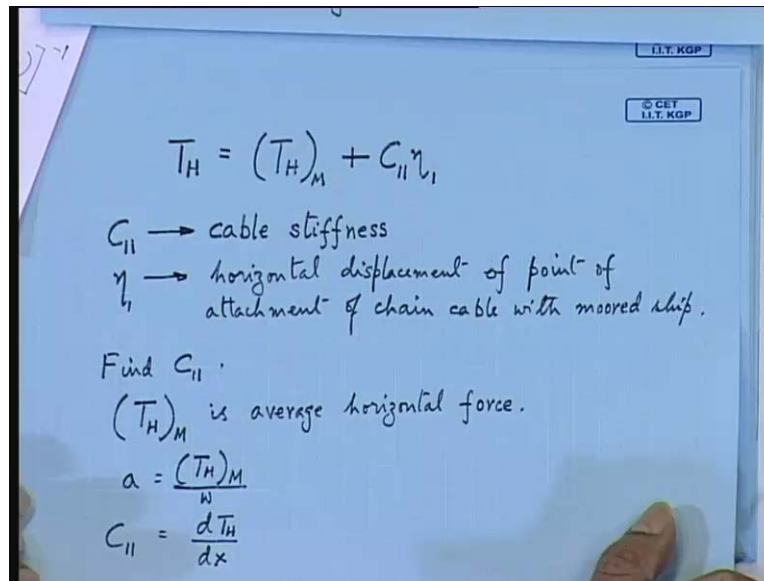 I.I.T. KGP
© CET
I.I.T. KGP
T_H = (T_H)_M + C_11 η_1
C_11 → cable stiffness
η_1 → horizontal displacement of point of
attachment of chain cable with moored ship.
Find C_11.
(T_H)_M is average horizontal force.
a = (T_H)_M / w
C_11 = dT_H / dx